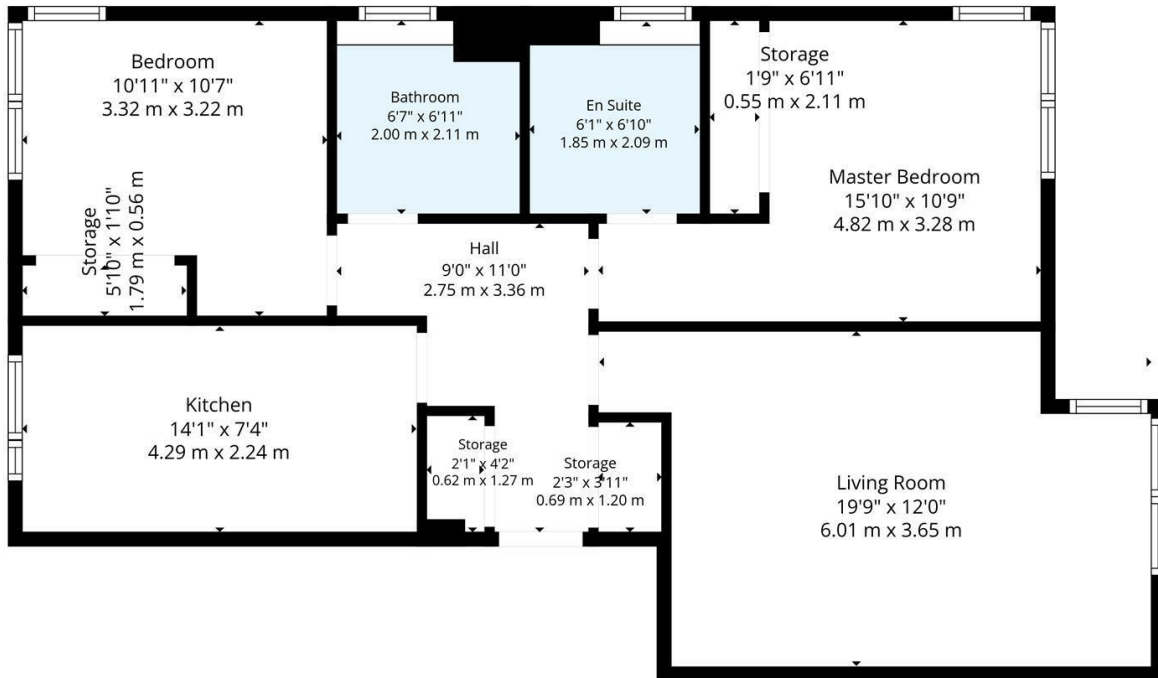 Bedroom
10'11" x 10'7"
3.32 m x 3.22 m
Storage
5'10" x 1'10"
1.79 m x 0.56 m
Bathroom
6'7" x 6'11"
2.00 m x 2.11 m
En Suite
6'1" x 6'10"
1.85 m x 2.09 m
Storage
1'9" x 6'11"
0.55 m x 2.11 m
Master Bedroom
15'10" x 10'9"
4.82 m x 3.28 m
Hall
9'0" x 11'0"
2.75 m x 3.36 m
Kitchen
14'1" x 7'4"
4.29 m x 2.24 m
Storage
2'1" x 4'2"
0.62 m x 1.27 m
Storage
2'3" x 3'11"
0.69 m x 1.20 m
Living Room
19'9" x 12'0"
6.01 m x 3.65 m